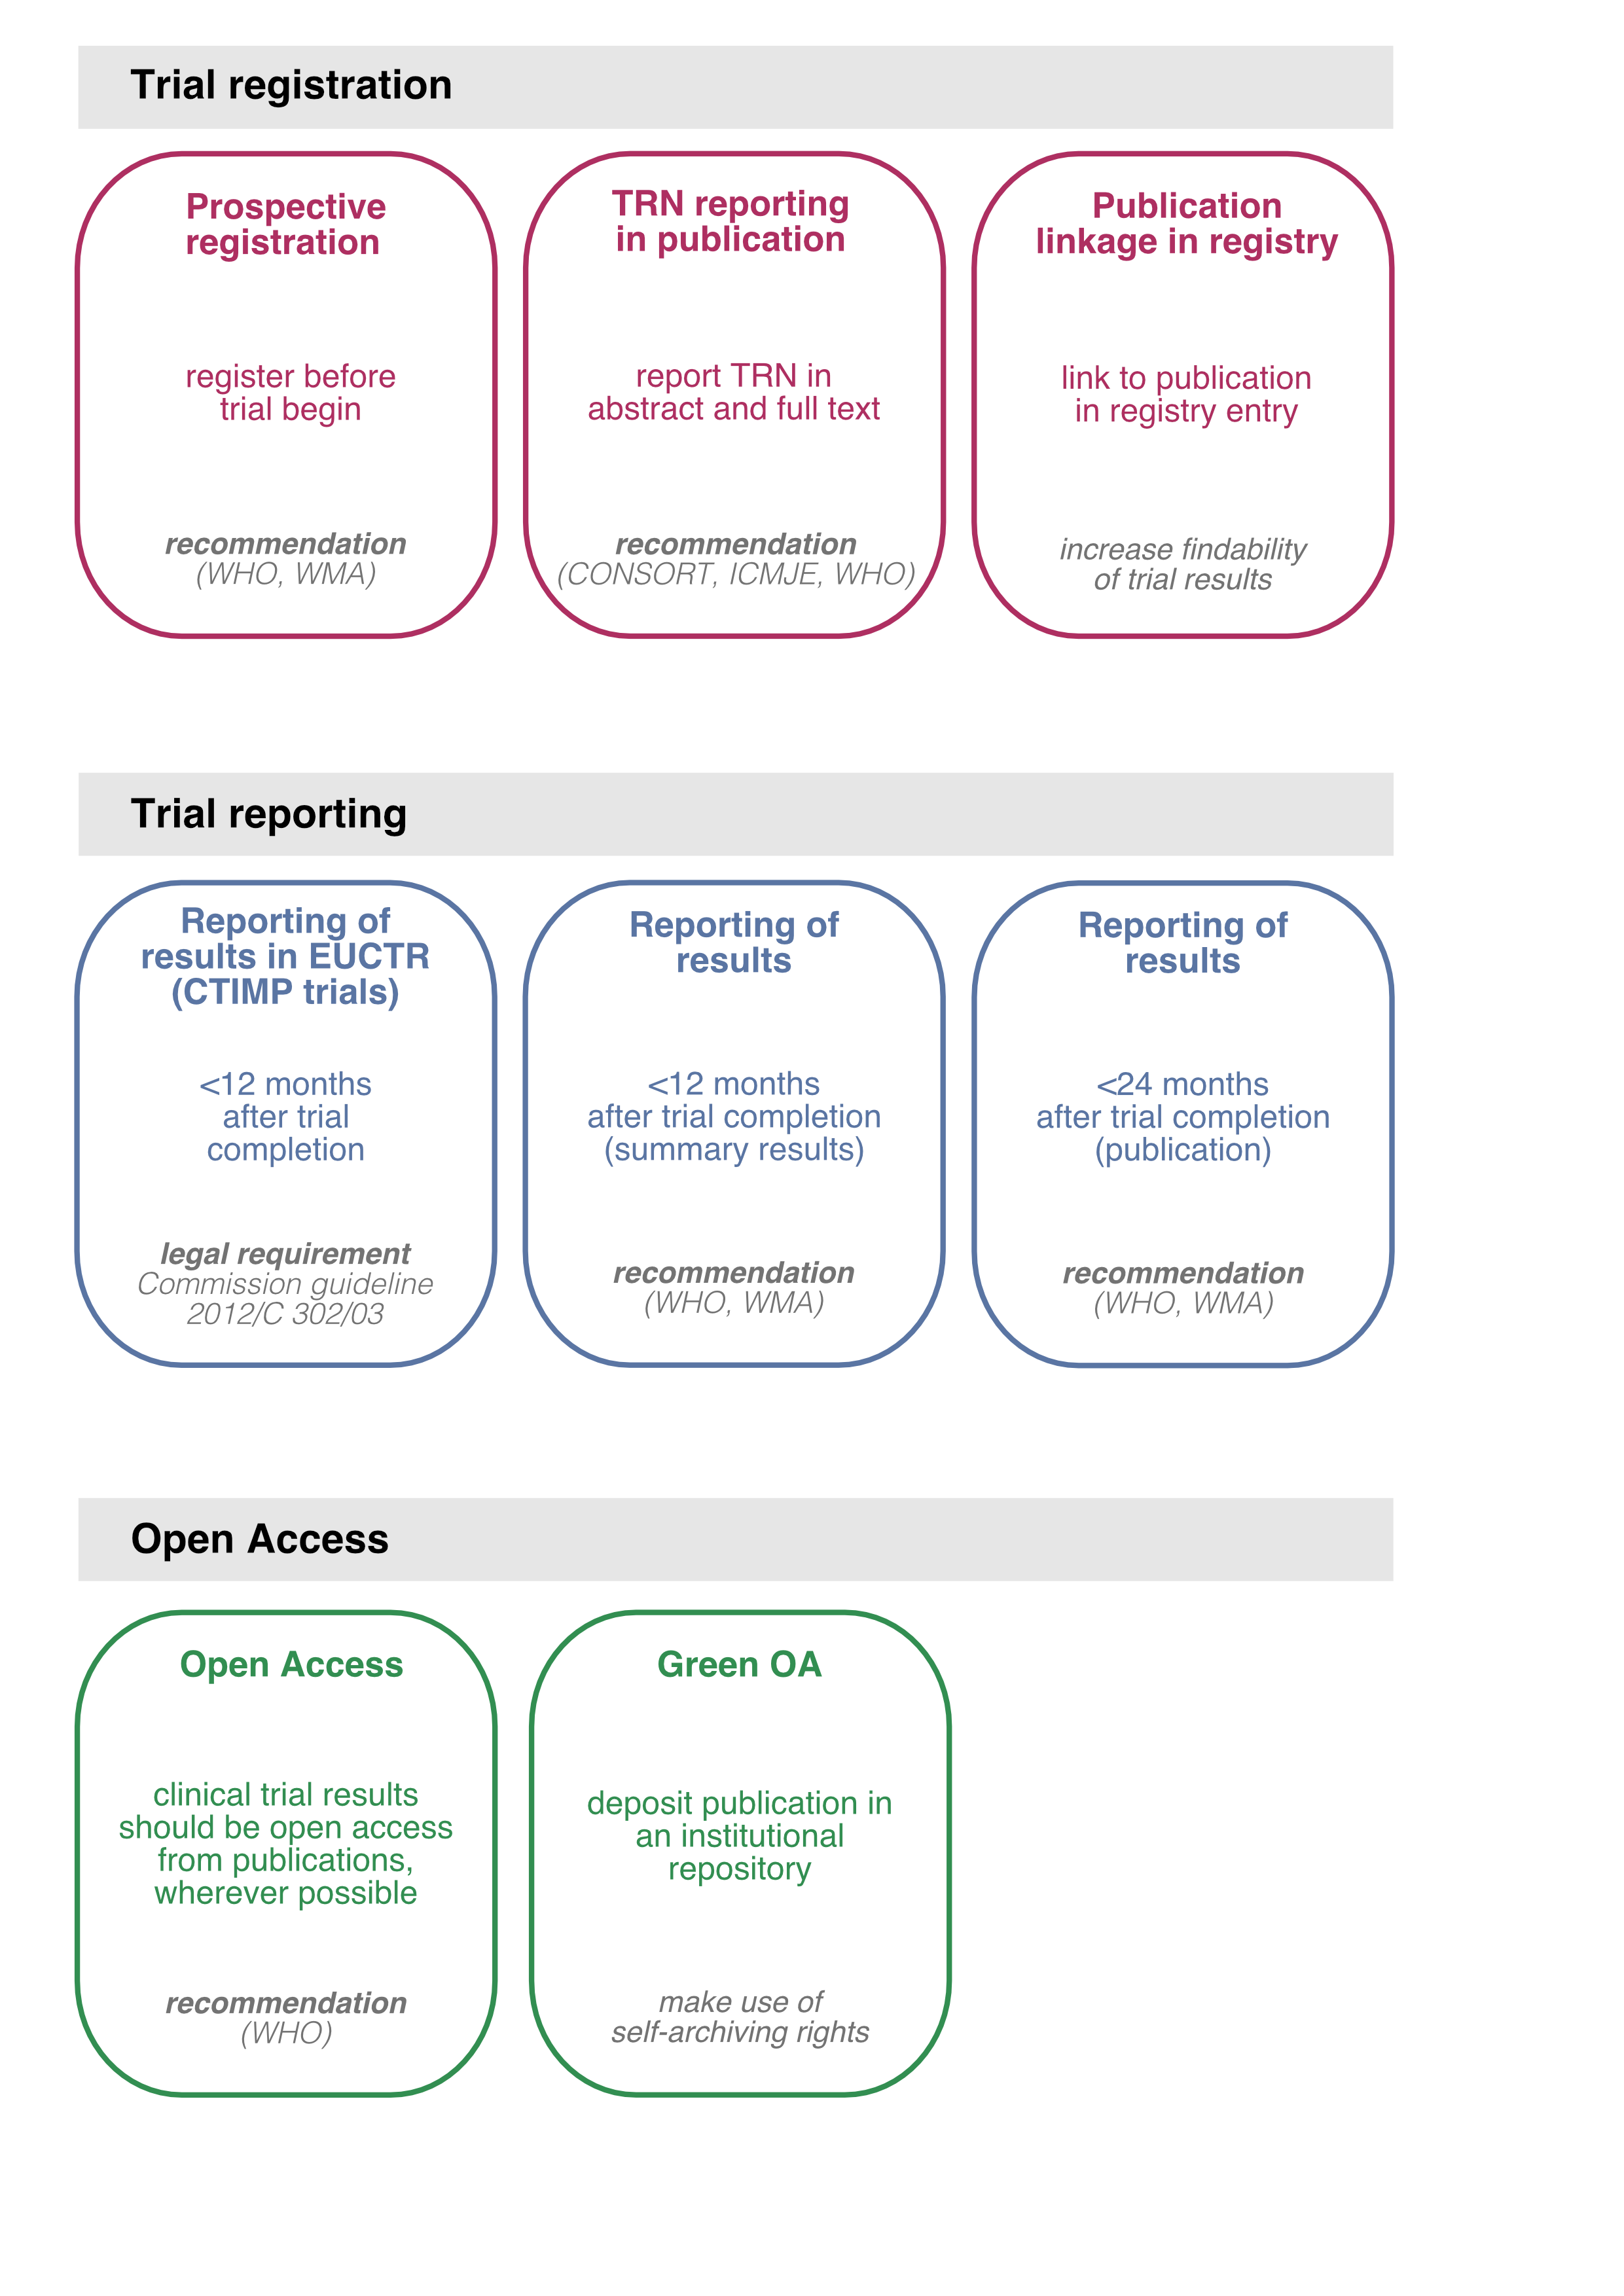 Trial registration
Prospective
registration
register before
trial begin
recommendation
(WHO, WMA)
TRN reporting
in publication
report TRN in
abstract and full text
recommendation
(CONSORT, ICMJE, WHO)
Publication
linkage in registry
link to publication
in registry entry
increase findability
of trial results
Trial reporting
Reporting of
results in EUCTR
(CTIMP trials)
<12 months
after trial
completion
legal requirement
Commission guideline
2012/C 302/03
Reporting of
results
<12 months
after trial completion
(summary results)
recommendation
(WHO, WMA)
Reporting of
results
<24 months
after trial completion
(publication)
recommendation
(WHO, WMA)
Open Access
Open Access
clinical trial results
should be open access
from publications,
wherever possible
recommendation
(WHO)
Green OA
deposit publication in
an institutional
repository
make use of
self-archiving rights